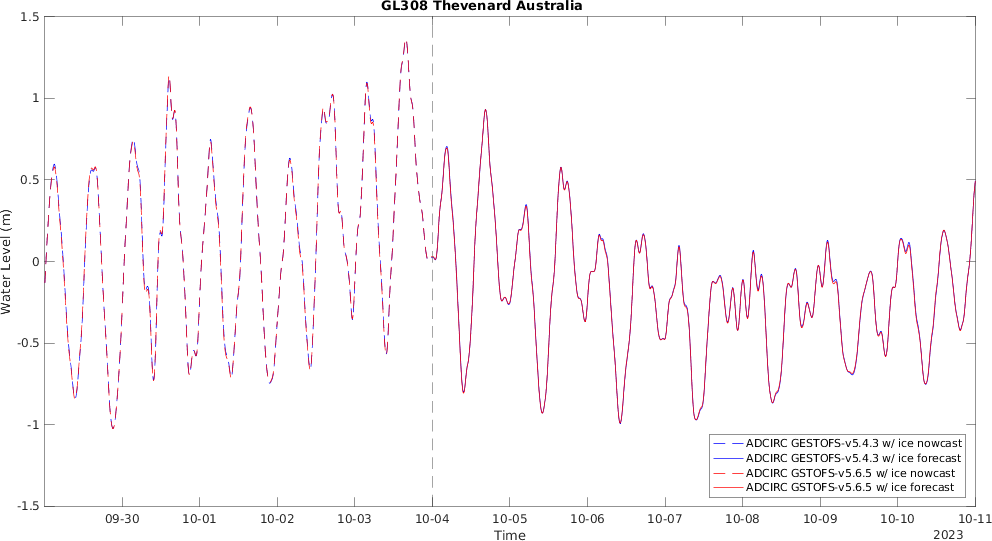 GL308 Thevenard Australia
1.5
1
0.5
0
-0.5
-1
-1.5
Water Level (m)
ADCIRC GESTOFS-v5.4.3 w/ ice nowcast
ADCIRC GESTOFS-v5.4.3 w/ ice forecast
ADCIRC GSTOFS-v5.6.5 w/ ice nowcast
ADCIRC GSTOFS-v5.6.5 w/ ice forecast
09-30 10-01 10-02 10-03 10-04 10-05 10-06 10-07 10-08 10-09 10-10 10-11
Time
2023